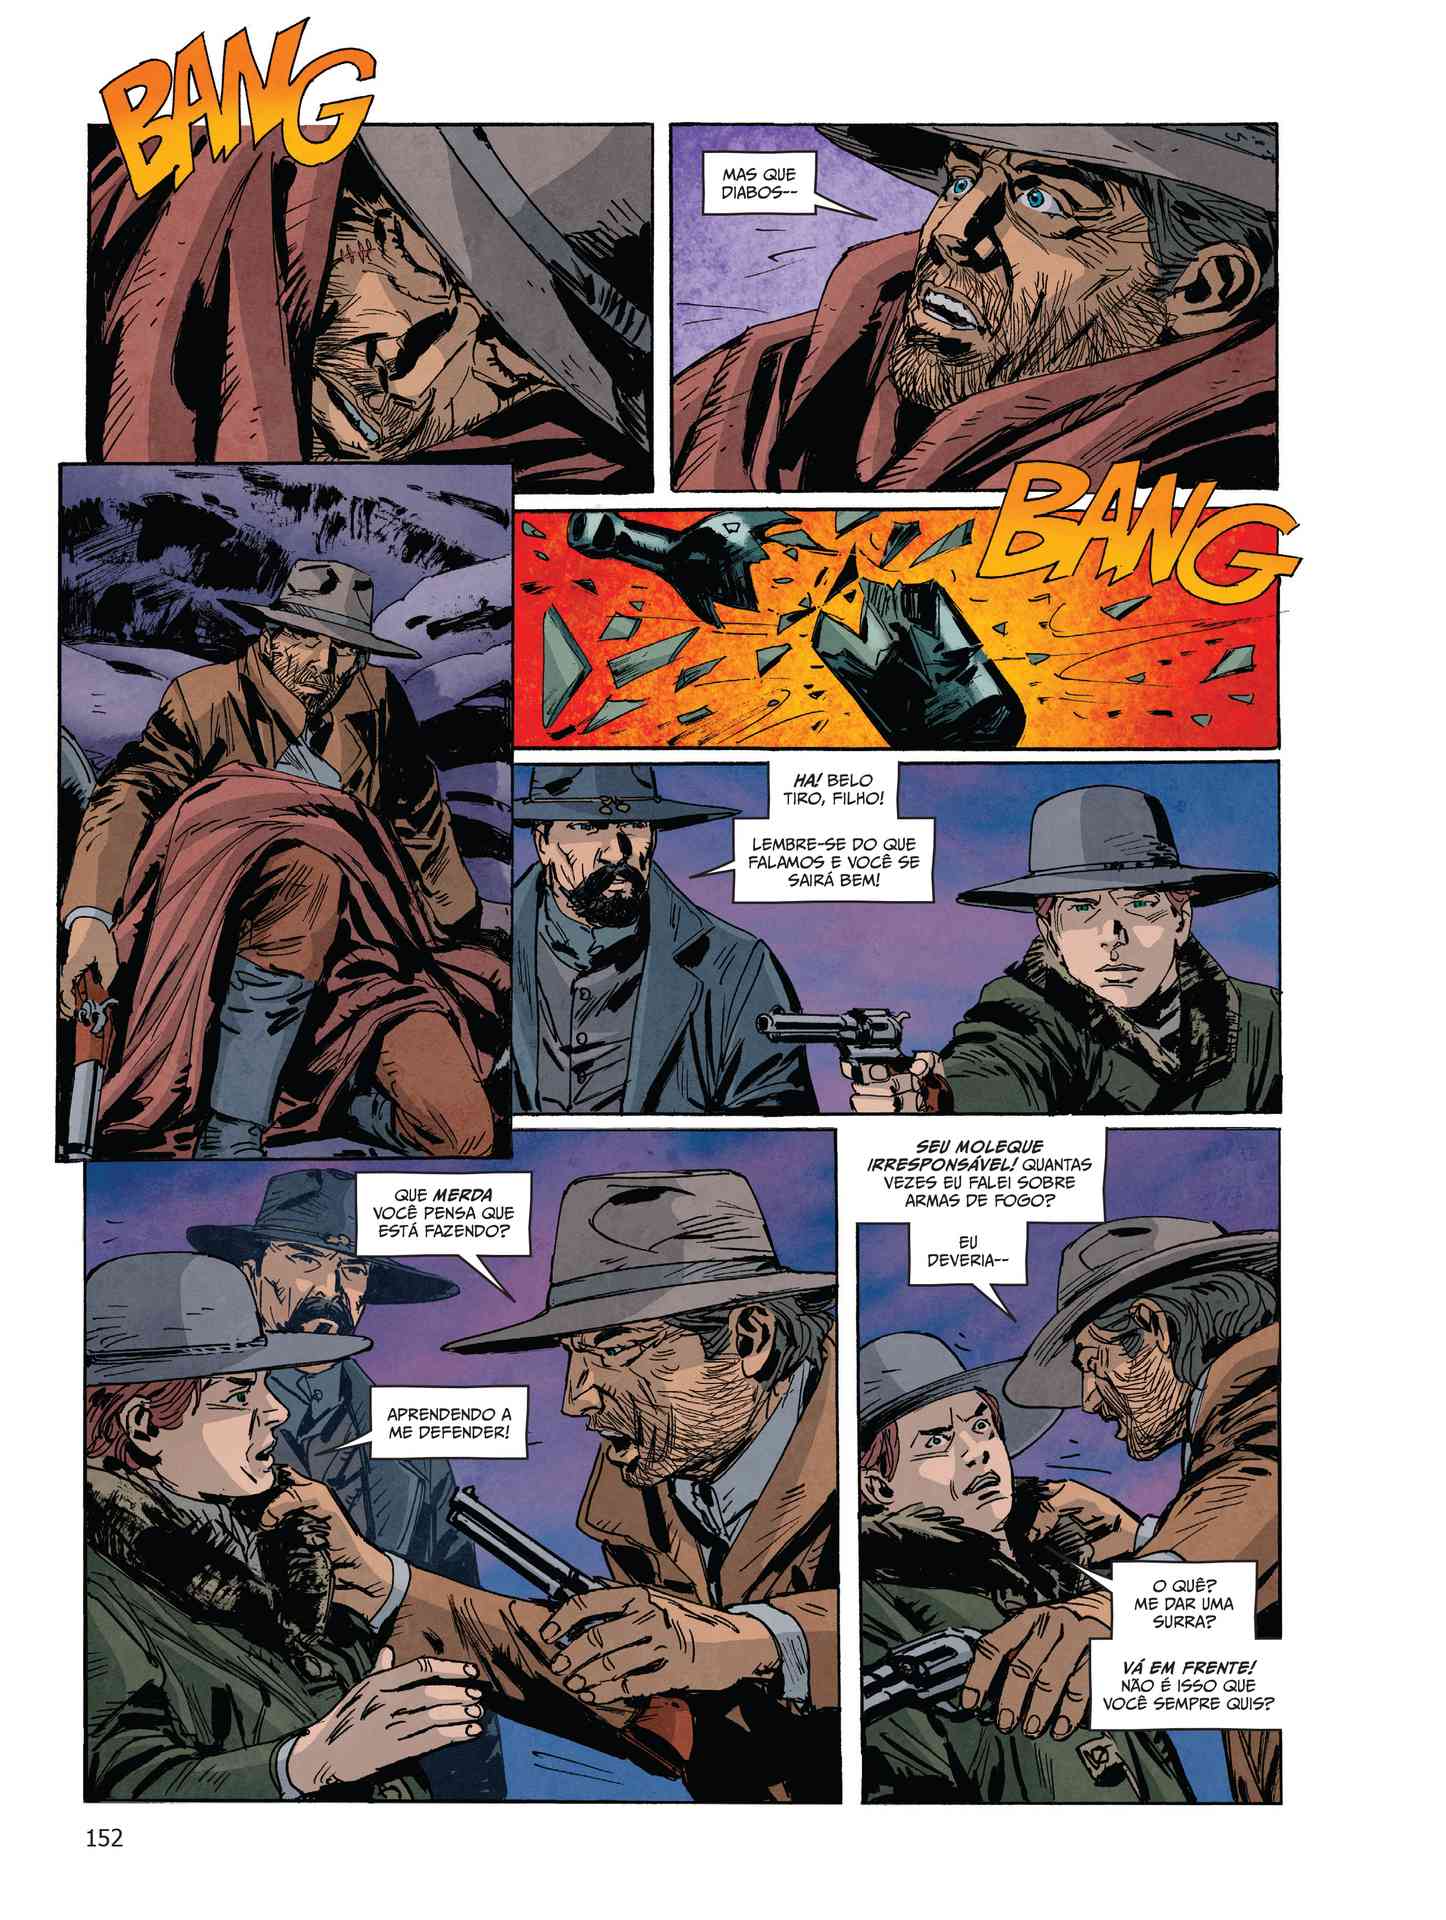 BANG
MAS QUE
DIABOS--
BANG
HA! BELO
TIRO, FILHO!
LEMBRE-SE DO QUE
FALAMOS E VOCÊ SE
SAIRÁ BEM!
QUE MERDA
VOCÊ PENSA QUE
ESTÁ FAZENDO?
APRENDENDO A
ME DEFENDER!
SEU MOLEQUE
IRRESPONSÁVEL! QUANTAS
VEZES EU FALEI SOBRE
ARMAS DE FOGO?
EU
DEVERIA--
O QUÊ?
ME DAR UMA
SURRA?
VÁ EM FRENTE!
NÃO É ISSO QUE
VOCÊ SEMPRE QUIS?
152